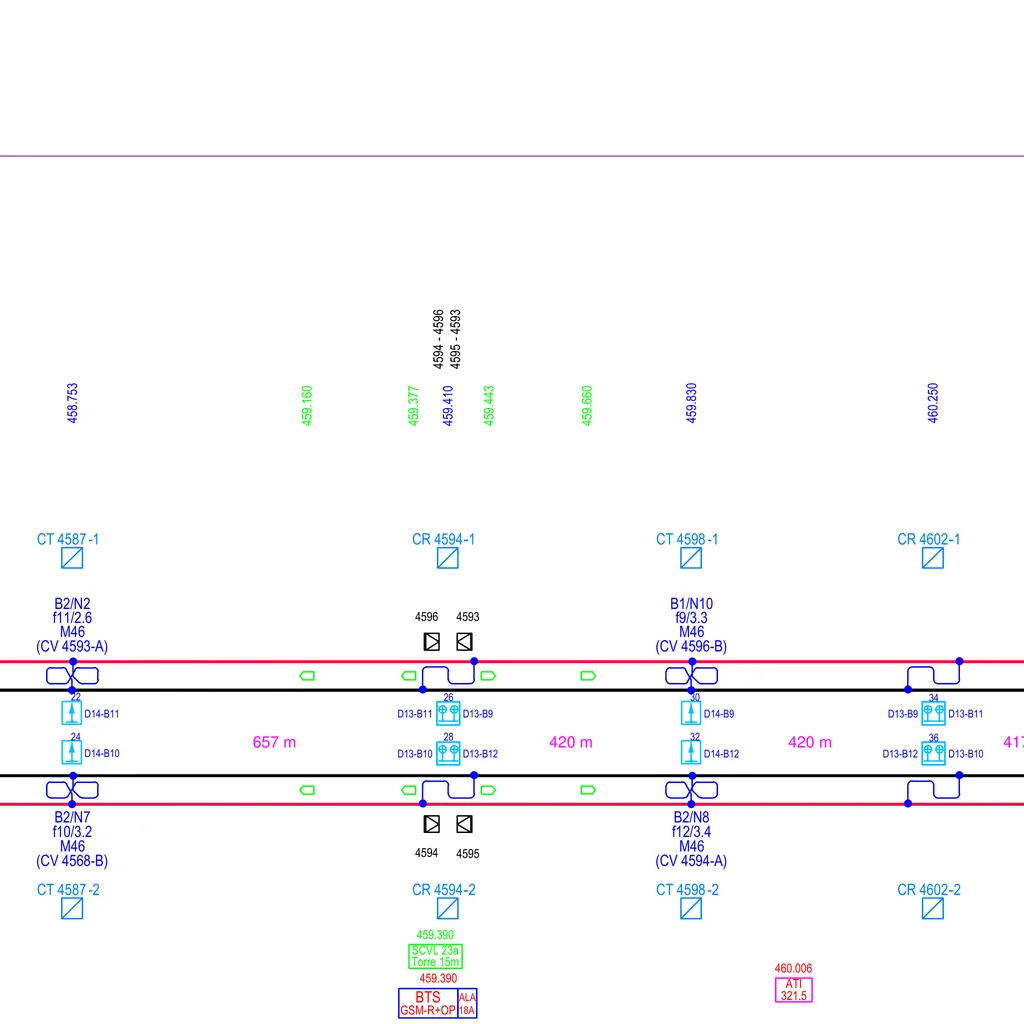 4594 - 4596
4595 - 4593
458.753
459.160
459.377
459.410
459.443
459.660
459.830
460.250
CT 4587-1
CR 4594-1
CT 4598-1
CR 4602-1
B2/N2
f11/2.6
M46
(CV 4593-A)
4596
4593
B1/N10
f9/3.3
M46
(CV 4596-B)
22
D14-B11
D13-B11
26
D13-B9
30
D14-B9
D13-B9
34
D13-B11
24
D14-B10
657 m
D13-B10
28
D13-B12
420 m
32
D14-B12
420 m
D13-B12
36
D13-B10
417
B2/N7
f10/3.2
M46
(CV 4568-B)
4594
4595
B2/N8
f12/3.4
M46
(CV 4594-A)
CT 4587-2
CR 4594-2
CT 4598-2
CR 4602-2
459.390
SCVL 23a
Torre 15m
459.390
BTS
GSM-R+OP
ALA
18A
460.006
ATI
321.5